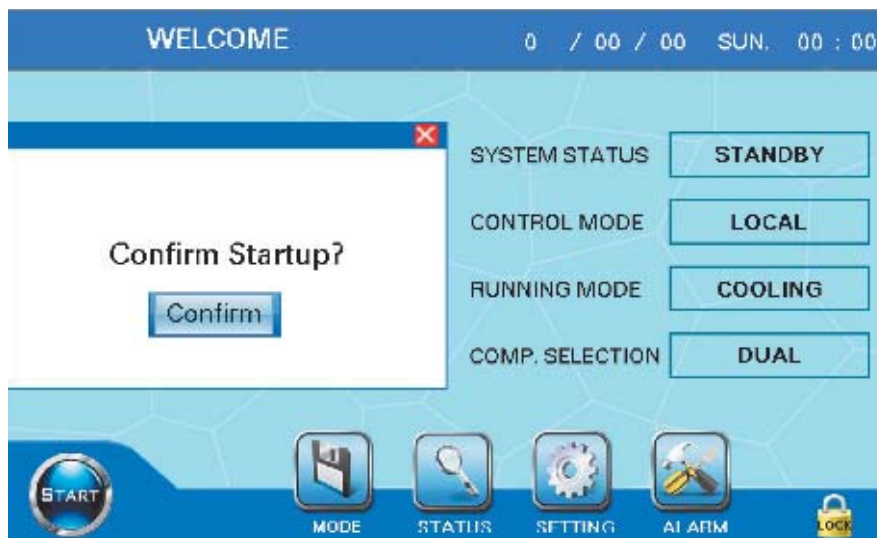 WELCOME 0 / 00 / 00 SUN. 00 : 00
SYSTEM STATUS STANDBY
CONTROL MODE LOCAL
Confirm Startup?
RUNNING MODE COOLING
Confirm
COMP. SELECTION DUAL
START
MODE STATUS SETTING ALARM LOCK